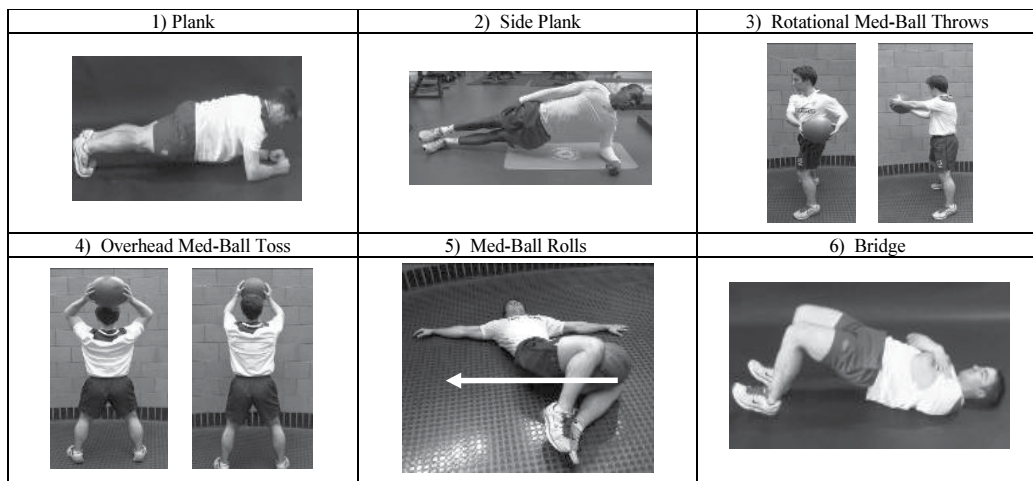 1) Plank
2) Side Plank
3) Rotational Med-Ball Throws
4) Overhead Med-Ball Toss
5) Med-Ball Rolls
6) Bridge